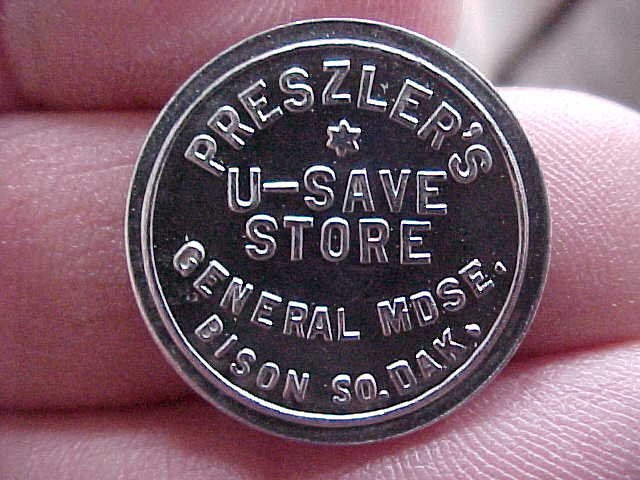 PRESZLER'S
U-SAVE
STORE
GENERAL MDSE,
BISON SO. DAK,